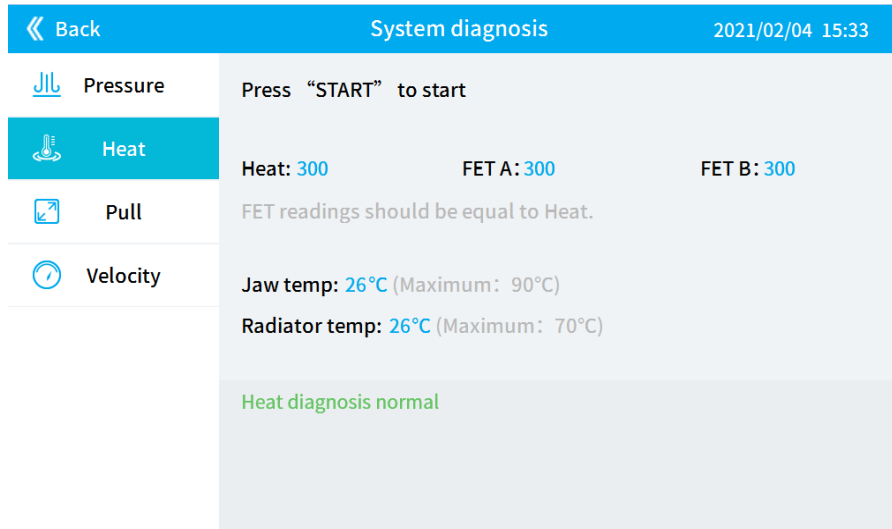 Back System diagnosis 2021/02/04 15:33
Pressure
Heat
Pull
Velocity
Press “START” to start
Heat: 300 FET A: 300 FET B: 300
FET readings should be equal to Heat.
Jaw temp: 26℃ (Maximum: 90℃)
Radiator temp: 26℃ (Maximum: 70℃)
Heat diagnosis normal